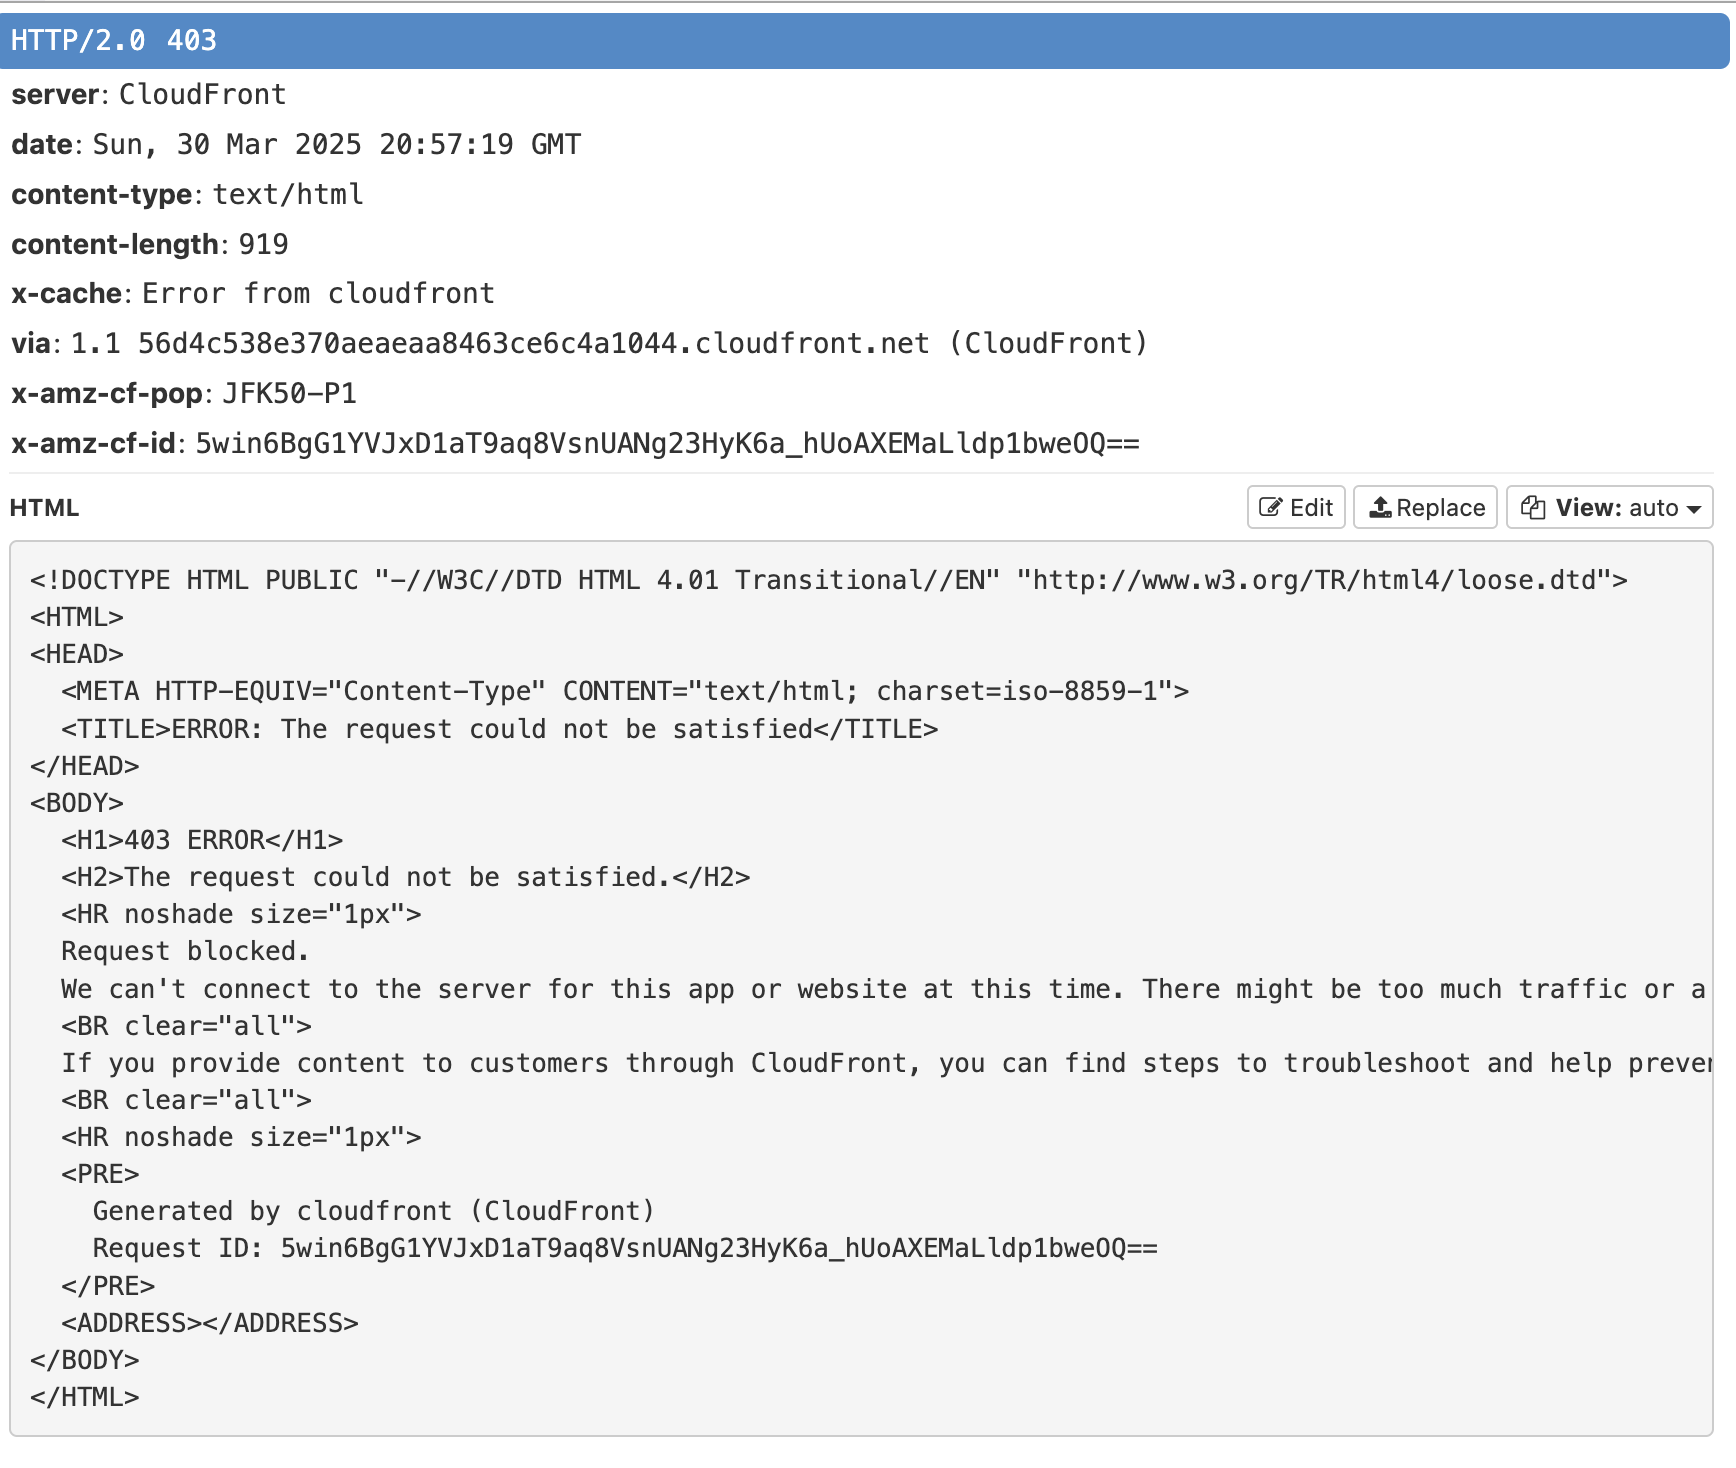 HTTP/2.0 403
server: CloudFront
date: Sun, 30 Mar 2025 20:57:19 GMT
content-type: text/html
content-length: 919
x-cache: Error from cloudfront
via: 1.1 56d4c538e370aeaeaa8463ce6c4a1044.cloudfront.net (CloudFront)
x-amz-cf-pop: JFK50-P1
x-amz-cf-id: 5win6BgG1YVJxD1aT9aq8VsnUANg23HyK6a_hUoAXEMaLldp1bweOQ==
HTML Edit Replace View: auto
<!DOCTYPE HTML PUBLIC "-//W3C//DTD HTML 4.01 Transitional//EN" "http://www.w3.org/TR/html4/loose.dtd">
<HTML>
<HEAD>
  <META HTTP-EQUIV="Content-Type" CONTENT="text/html; charset=iso-8859-1">
  <TITLE>ERROR: The request could not be satisfied</TITLE>
</HEAD>
<BODY>
  <H1>403 ERROR</H1>
  <H2>The request could not be satisfied.</H2>
  <HR noshade size="1px">
  Request blocked.
  We can't connect to the server for this app or website at this time. There might be too much traffic or a
  <BR clear="all">
  If you provide content to customers through CloudFront, you can find steps to troubleshoot and help preven
  <BR clear="all">
  <HR noshade size="1px">
  <PRE>
    Generated by cloudfront (CloudFront)
    Request ID: 5win6BgG1YVJxD1aT9aq8VsnUANg23HyK6a_hUoAXEMaLldp1bweOQ==
  </PRE>
  <ADDRESS></ADDRESS>
</BODY>
</HTML>